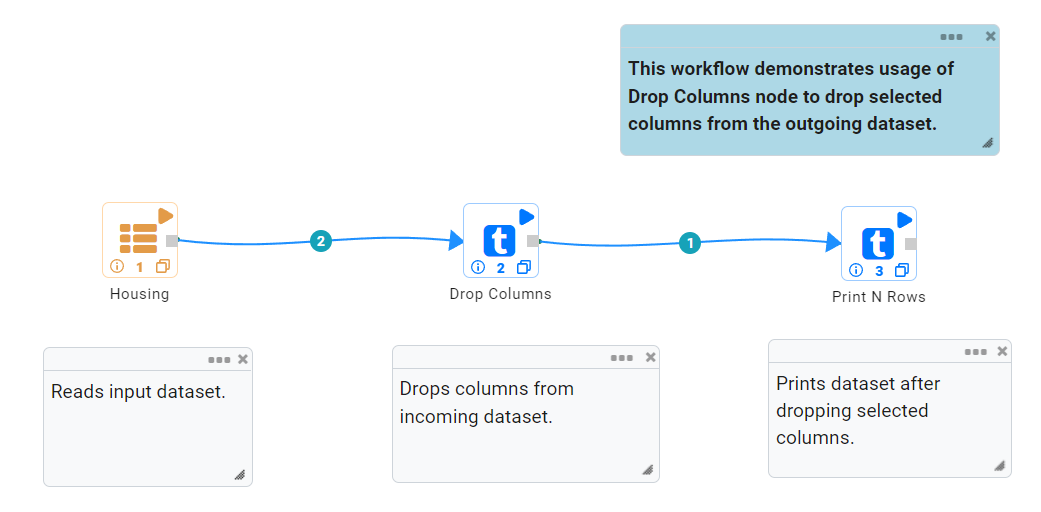 This workflow demonstrates usage of
Drop Columns node to drop selected
columns from the outgoing dataset.
2
1
t
t
1
2
3
Housing
Drop Columns
Print N Rows
Reads input dataset.
Drops columns from
incoming dataset.
Prints dataset after
dropping selected
columns.